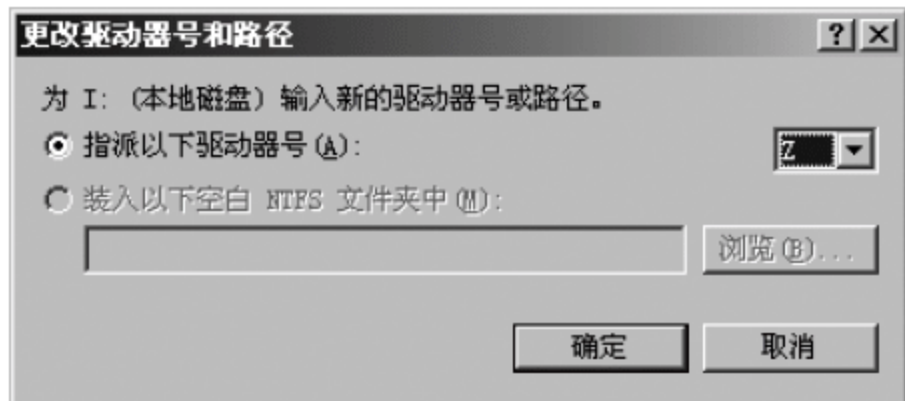 更改驱动器号和路径
为 I: (本地磁盘) 输入新的驱动器号或路径。
指派以下驱动器号(A): Z
装入以下空白 NTFS 文件夹中(M):
浏览(B)...
确定 取消